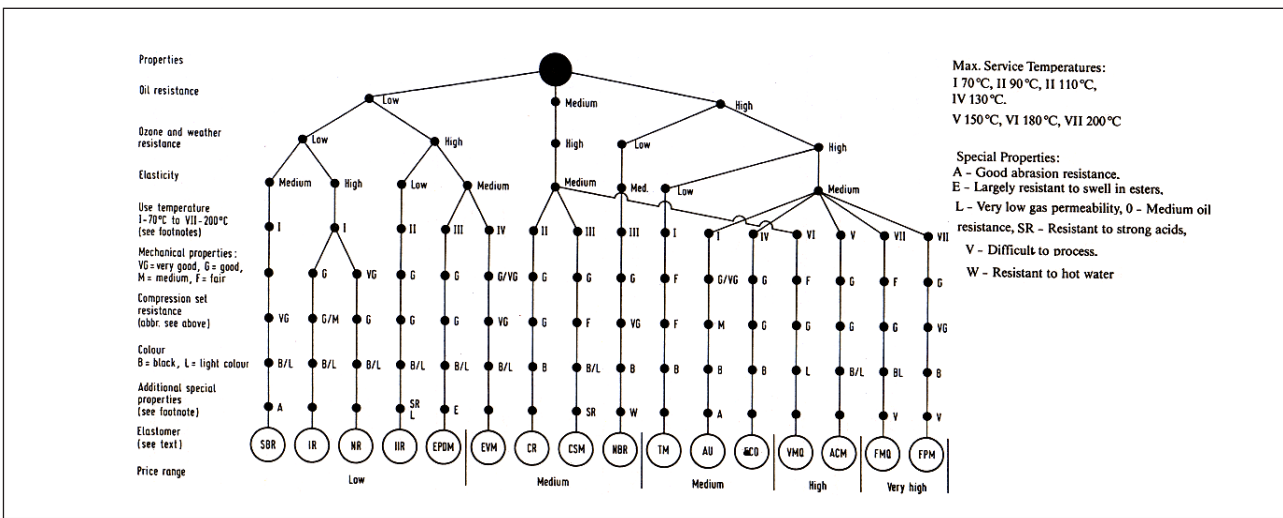 Properties
Oil resistance
Low Medium High
Ozone and weather
resistance
Low High High Low High
Elasticity
Medium High Low Medium Medium Med. Low Medium
Use temperature
I-70°C to VII-200°C
(see footnotes)
I I II III IV II III III I I IV VI V VII VII
Mechanical properties:
VG=very good, G=good,
M=medium, F=fair
G VG G G G/VG G G G F G/VG G F G F G
Compression set
resistance
(abbr. see above)
VG G/M G G G VG G F VG F M G G G G VG
Colour
B=black, L=light colour
B/L B/L B/L B/L B/L B/L B B/L B B B B L B/L BL B
Additional special
properties
(see footnote)
A SR L E SR W A V V
Elastomer
(see text)
SBR IR NR IIR EPDM EVM CR CSM NBR TM AU ECO VMQ ACM FMQ FPM
Price range
Low Medium Medium High Very high
Max. Service Temperatures:
I 70°C, II 90°C, II 110°C,
IV 130°C.
V 150°C, VI 180°C, VII 200°C
Special Properties:
A - Good abrasion resistance.
E - Largely resistant to swell in esters,
L - Very low gas permeability, 0 - Medium oil
resistance, SR - Resistant to strong acids,
V - Difficult to process.
W - Resistant to hot water